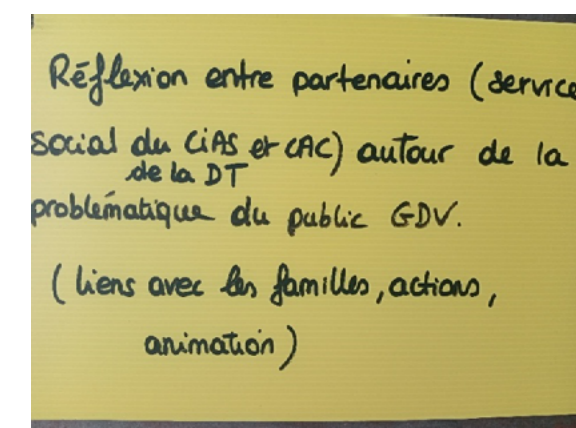 Réflexion entre partenaires (service
social du CiAS et CAC) autour de la
de la DT
problématique du public GDV.
(liens avec les familles, actions,
animation)